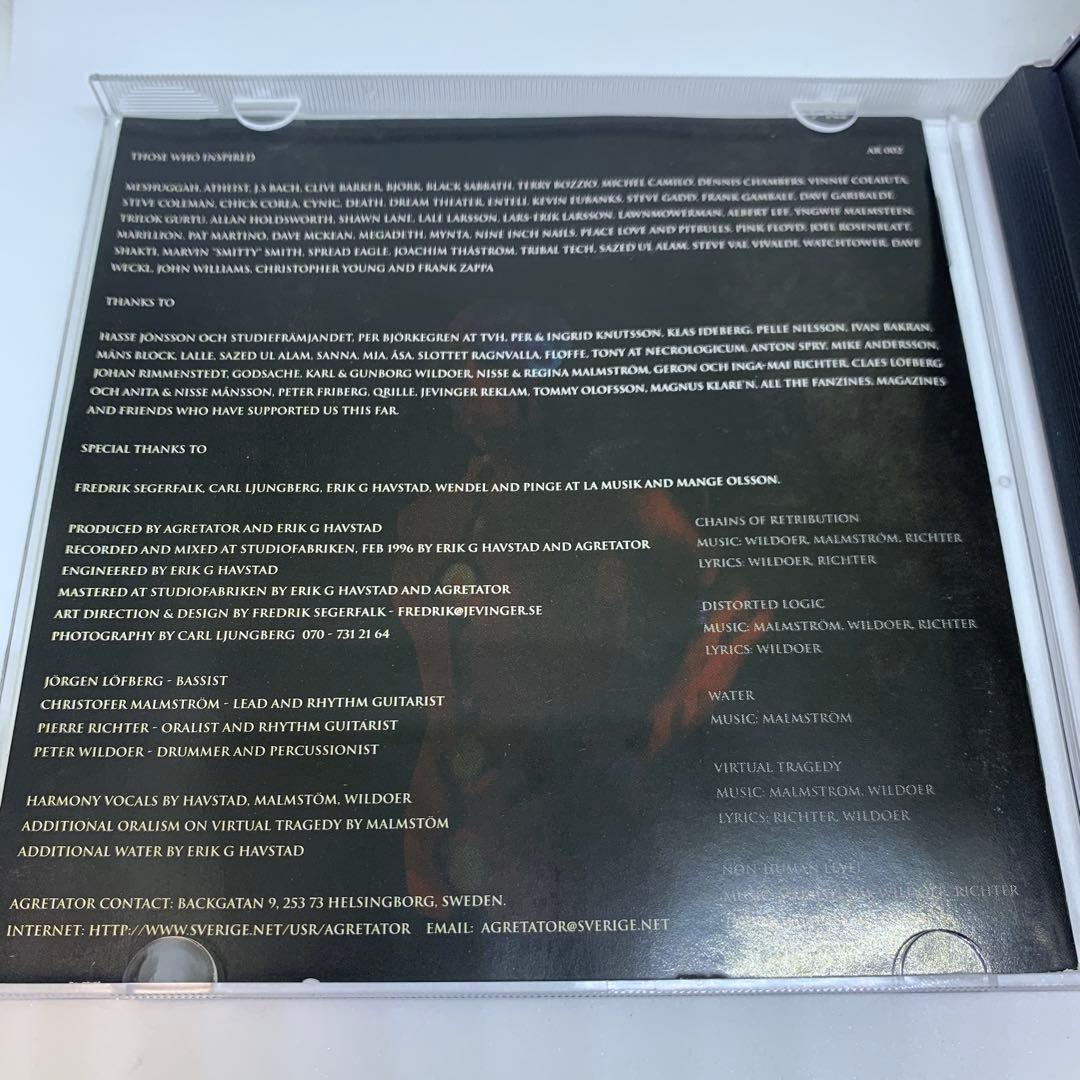 THOSE WHO INSPIRED
AR 002
MESHUGGAH, ATHEIST, J.S BACH, CLIVE BARKER, BJÖRK, BLACK SABBATH, TERRY BOZZIO, MICHEL CAMILO, DENNIS CHAMBERS, VINNIE COLAIUTA,
STEVE COLEMAN, CHICK COREA, CYNIC, DEATH, DREAM THEATER, ENTELI, KEVIN EUBANKS, STEVE GADD, FRANK GAMBALE, DAVE GARIBALDE,
TRILOK GURTU, ALLAN HOLDSWORTH, SHAWN LANE, LALE LARSSON, LARS-ERIK LARSSON, LAWNMOWERMAN, ALBERT LEE, YNGWIE MALMSTEEN,
MARILLION, PAT MARTINO, DAVE MCKEAN, MEGADETH, MYNTA, NINE INCH NAILS, PEACE LOVE AND PITBULLS, PINK FLOYD, JOEL ROSENBLATT,
SHAKTI, MARVIN "SMITTY" SMITH, SPREAD EAGLE, JOACHIM THÅSTRÖM, TRIBAL TECH, SAZED UL ALAM, STEVE VAI, VIVALDE, WATCHTOWER, DAVE
WECKL, JOHN WILLIAMS, CHRISTOPHER YOUNG AND FRANK ZAPPA
THANKS TO
HASSE JÖNSSON OCH STUDIEFRÄMJANDET, PER BJÖRKEGREN AT TVH, PER & INGRID KNUTSSON, KLAS IDEBERG, PELLE NILSSON, IVAN BAKRAN,
MÅNS BLOCK, LALLE, SAZED UL ALAM, SANNA, MIA, ÅSA, SLOTTET RAGNVALLA, FLOFFE, TONY AT NECROLOGICUM, ANTON SPRY, MIKE ANDERSSON,
JOHAN RIMMENSTEDT, GODSACHE, KARL & GUNBORG WILDOER, NISSE & REGINA MALMSTRÖM, GERON OCH INGA-MAI RICHTER, CLAES LÖFBERG
OCH ANITA & NISSE MÅNSSON, PETER FRIBERG, QRILLE, JEVINGER REKLAM, TOMMY OLOFSSON, MAGNUS KLARE'N, ALL THE FANZINES, MAGAZINES
AND FRIENDS WHO HAVE SUPPORTED US THIS FAR.
SPECIAL THANKS TO
FREDRIK SEGERFALK, CARL LJUNGBERG, ERIK G HAVSTAD, WENDEL AND PINGE AT LA MUSIK AND MANGE OLSSON.
PRODUCED BY AGRETATOR AND ERIK G HAVSTAD
RECORDED AND MIXED AT STUDIOFABRIKEN, FEB 1996 BY ERIK G HAVSTAD AND AGRETATOR
ENGINEERED BY ERIK G HAVSTAD
MASTERED AT STUDIOFABRIKEN BY ERIK G HAVSTAD AND AGRETATOR
ART DIRECTION & DESIGN BY FREDRIK SEGERFALK - FREDRIK@JEVINGER.SE
PHOTOGRAPHY BY CARL LJUNGBERG 070 - 731 21 64
JÖRGEN LÖFBERG - BASSIST
CHRISTOFER MALMSTRÖM - LEAD AND RHYTHM GUITARIST
PIERRE RICHTER - ORALIST AND RHYTHM GUITARIST
PETER WILDOER - DRUMMER AND PERCUSSIONIST
HARMONY VOCALS BY HAVSTAD, MALMSTÖM, WILDOER
ADDITIONAL ORALISM ON VIRTUAL TRAGEDY BY MALMSTÖM
ADDITIONAL WATER BY ERIK G HAVSTAD
AGRETATOR CONTACT: BACKGATAN 9, 253 73 HELSINGBORG, SWEDEN.
INTERNET: HTTP://WWW.SVERIGE.NET/USR/AGRETATOR EMAIL: AGRETATOR@SVERIGE.NET
CHAINS OF RETRIBUTION
MUSIC: WILDOER, MALMSTRÖM, RICHTER
LYRICS: WILDOER, RICHTER
DISTORTED LOGIC
MUSIC: MALMSTRÖM, WILDOER, RICHTER
LYRICS: WILDOER
WATER
MUSIC: MALMSTRÖM
VIRTUAL TRAGEDY
MUSIC: MALMSTROM, WILDOER
LYRICS: RICHTER, WILDOER
NON HUMAN LEVEL
MUSIC: WILDOER, RICHTER